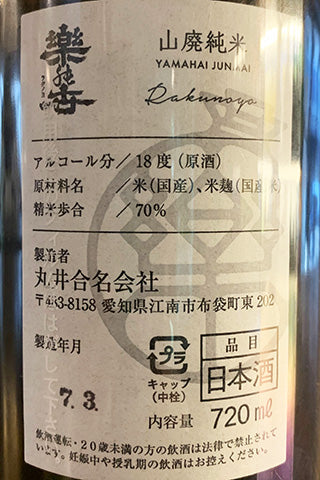 樂の世
山廃純米
YAMAHAI JUNMAI
Rakunoyo
アルコール分／18度（原酒）
原材料名　／米（国産）、米麹（国産米）
精米歩合　／70%
製造者
丸井合名会社
〒483-8158 愛知県江南市布袋町東 202
製造年月
7.3.
プラ
キャップ
（中栓）
品目
日本酒
内容量　720ml
飲酒運転・20歳未満の方の飲酒は法律で禁止されて
います。妊娠中や授乳期の飲酒はお控えください。